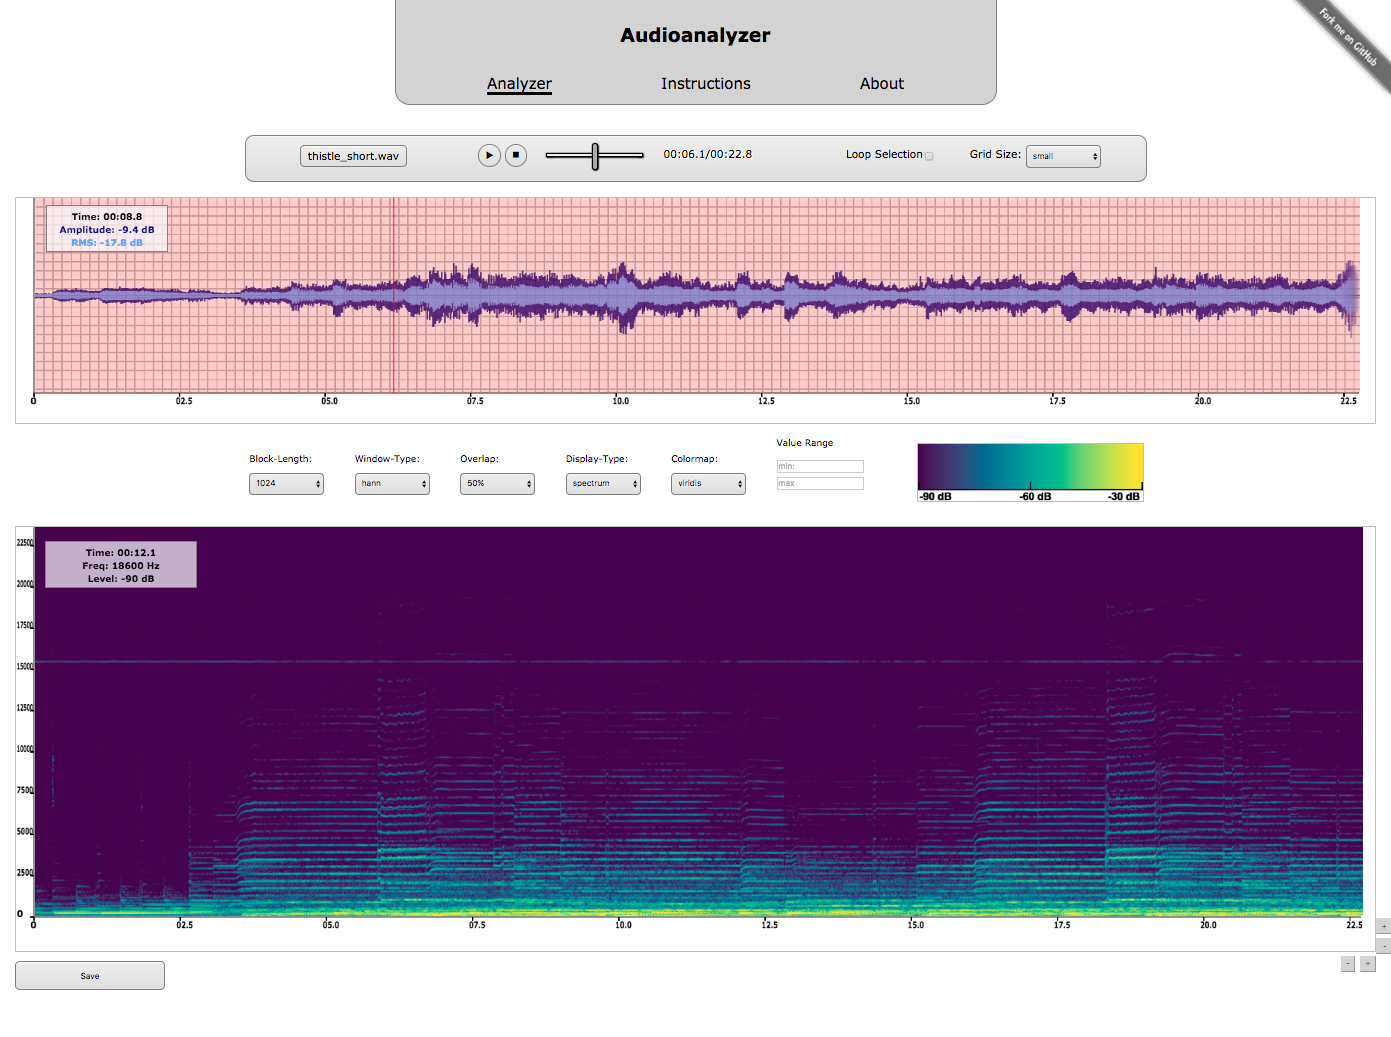 Audioanalyzer
Fork me on GitHub
Analyzer Instructions About
thistle_short.wav 00:06.1/00:22.8 Loop Selection Grid Size: small
Time: 00:08.8
Amplitude: -9.4 dB
RMS: -17.8 dB
0 02.5 05.0 07.5 10.0 12.5 15.0 17.5 20.0 22.5
Value Range
Block-Length: Window-Type: Overlap: Display-Type: Colormap:
min:
1024 hann 50% spectrum viridis
max
-90 dB -60 dB -30 dB
22500
Time: 00:12.1
Freq: 18600 Hz
Level: -90 dB
20000
17500
15000
12500
10000
7500
5000
2500
0
0 02.5 05.0 07.5 10.0 12.5 15.0 17.5 20.0 22.5
+
-
- +
Save